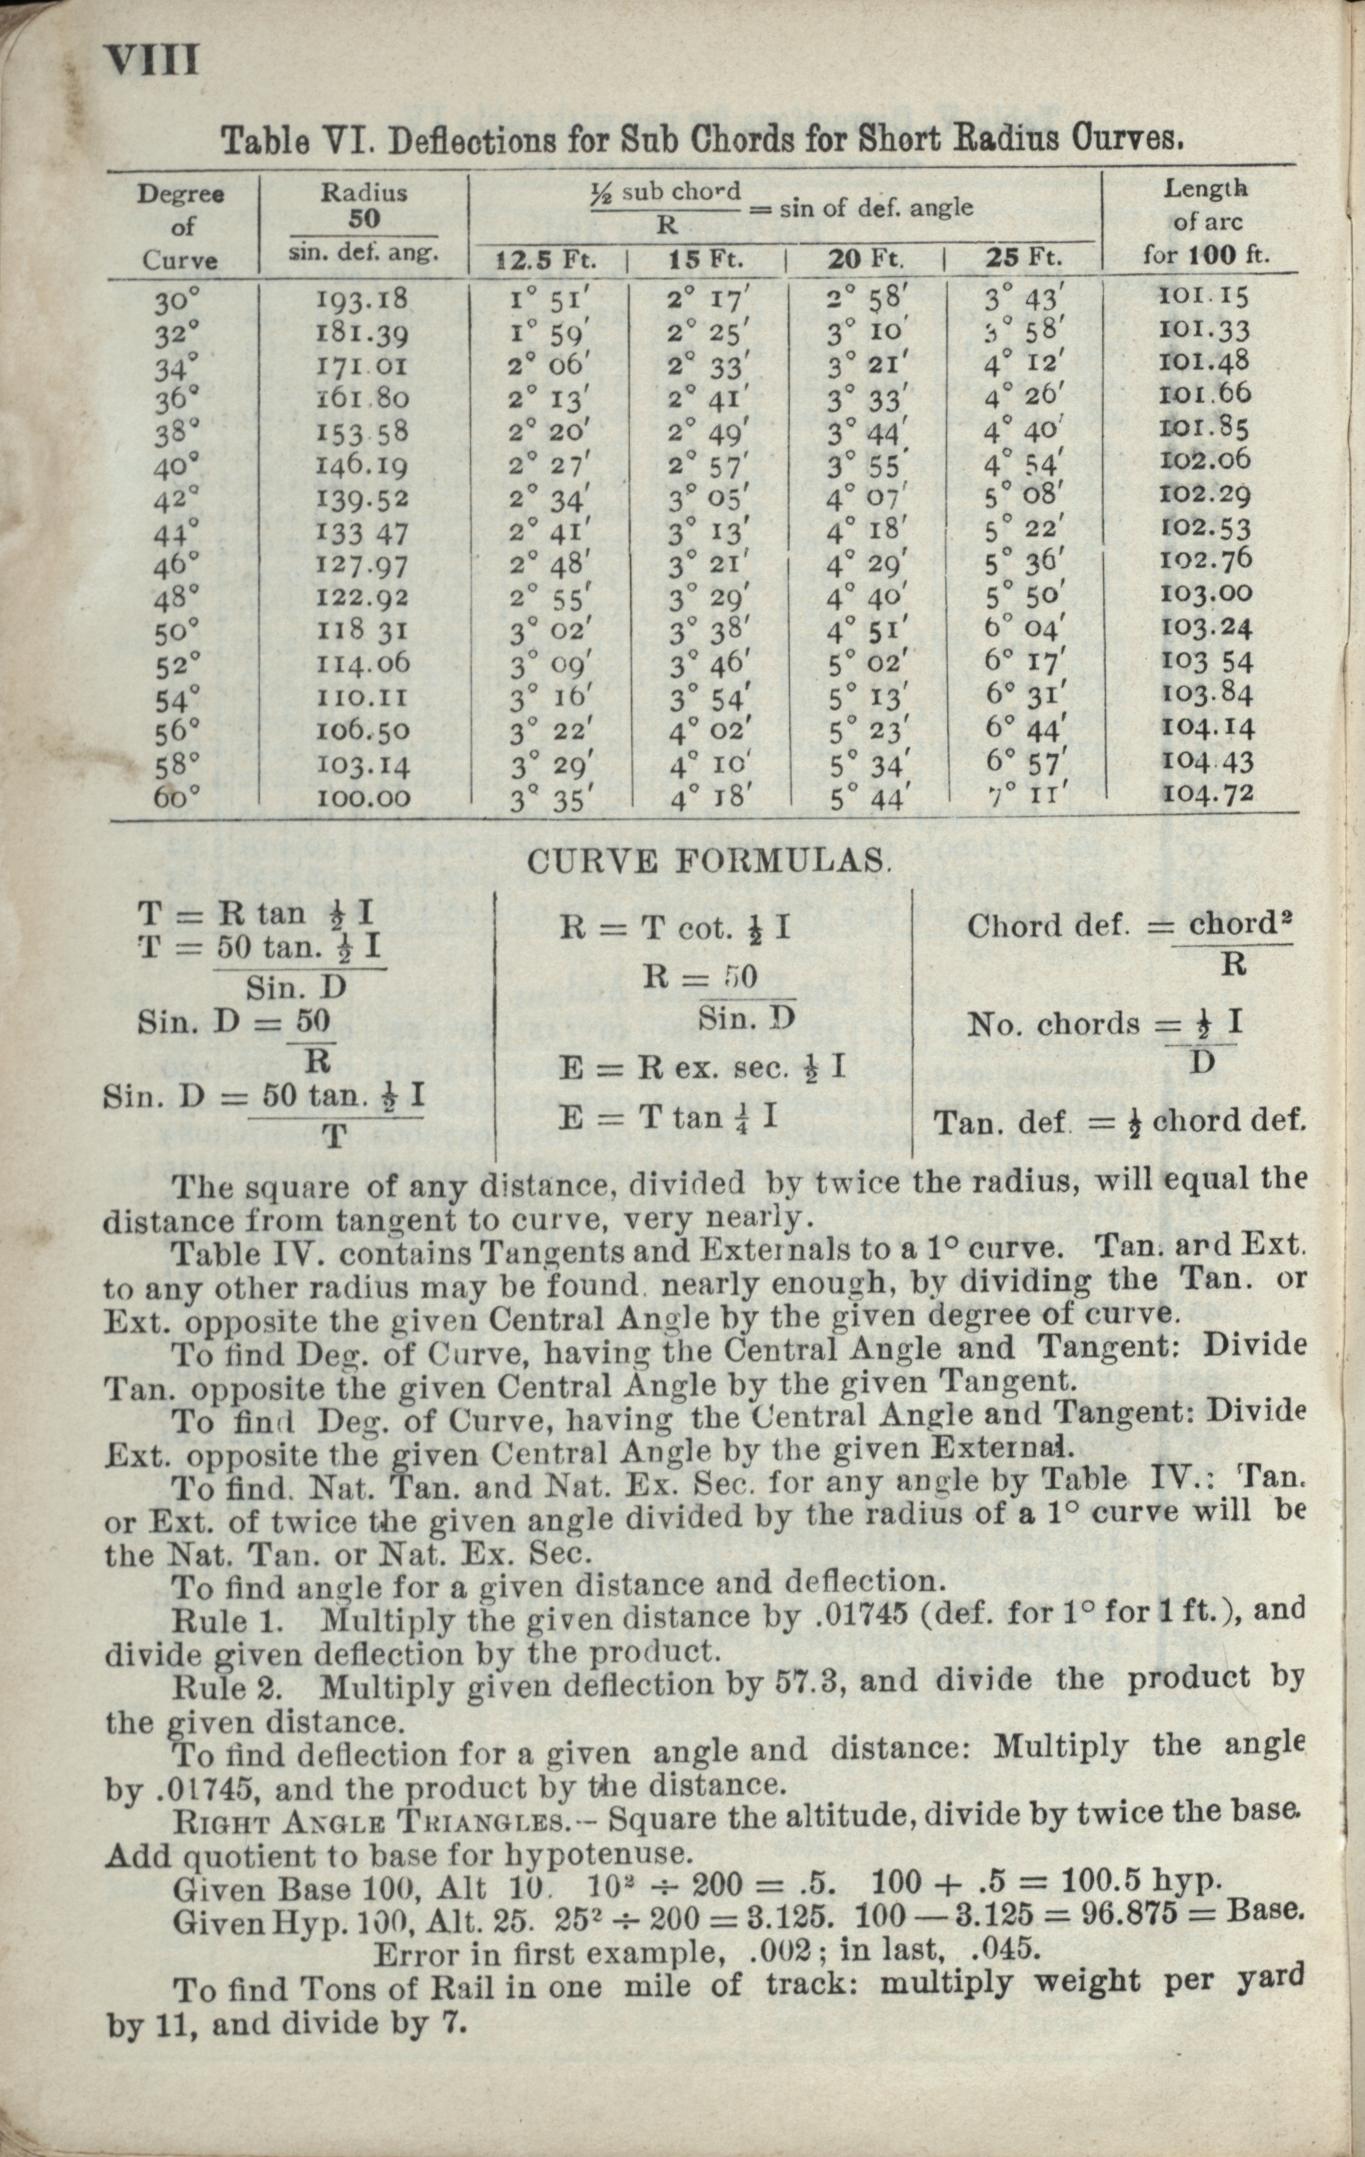 VIII
Table VI. Deflections for Sub Chords for Short Radius Curves.
Degree of Curve | Radius 50 / sin. def. ang. | ½ sub chord / R = sin of def. angle | Length of arc for 100 ft.
12.5 Ft. | 15 Ft. | 20 Ft. | 25 Ft.
30° 193.18 1° 51′ 2° 17′ 2° 58′ 3° 43′ 101.15
32° 181.39 1° 59′ 2° 25′ 3° 10′ 3° 58′ 101.33
34° 171.01 2° 06′ 2° 33′ 3° 21′ 4° 12′ 101.48
36° 161.80 2° 13′ 2° 41′ 3° 33′ 4° 26′ 101.66
38° 153.58 2° 20′ 2° 49′ 3° 44′ 4° 40′ 101.85
40° 146.19 2° 27′ 2° 57′ 3° 55′ 4° 54′ 102.06
42° 139.52 2° 34′ 3° 05′ 4° 07′ 5° 08′ 102.29
44° 133 47 2° 41′ 3° 13′ 4° 18′ 5° 22′ 102.53
46° 127.97 2° 48′ 3° 21′ 4° 29′ 5° 36′ 102.76
48° 122.92 2° 55′ 3° 29′ 4° 40′ 5° 50′ 103.00
50° 118 31 3° 02′ 3° 38′ 4° 51′ 6° 04′ 103.24
52° 114.06 3° 09′ 3° 46′ 5° 02′ 6° 17′ 103 54
54° 110.11 3° 16′ 3° 54′ 5° 13′ 6° 31′ 103.84
56° 106.50 3° 22′ 4° 02′ 5° 23′ 6° 44′ 104.14
58° 103.14 3° 29′ 4° 10′ 5° 34′ 6° 57′ 104.43
60° 100.00 3° 35′ 4° 18′ 5° 44′ 7° 11′ 104.72
CURVE FORMULAS.
T = R tan ½ I
T = 50 tan. ½ I
Sin. D
Sin. D = 50
R
Sin. D = 50 tan. ½ I
T
R = T cot. ½ I
R = 50
Sin. D
E = R ex. sec. ½ I
E = T tan ¼ I
Chord def. = chord²
R
No. chords = ½ I
D
Tan. def. = ½ chord def.
The square of any distance, divided by twice the radius, will equal the
distance from tangent to curve, very nearly.
Table IV. contains Tangents and Externals to a 1° curve. Tan. and Ext.
to any other radius may be found. nearly enough, by dividing the Tan. or
Ext. opposite the given Central Angle by the given degree of curve.
To find Deg. of Curve, having the Central Angle and Tangent: Divide
Tan. opposite the given Central Angle by the given Tangent.
To find Deg. of Curve, having the Central Angle and Tangent: Divide
Ext. opposite the given Central Angle by the given External.
To find. Nat. Tan. and Nat. Ex. Sec. for any angle by Table IV.: Tan.
or Ext. of twice the given angle divided by the radius of a 1° curve will be
the Nat. Tan. or Nat. Ex. Sec.
To find angle for a given distance and deflection.
Rule 1. Multiply the given distance by .01745 (def. for 1° for 1 ft.), and
divide given deflection by the product.
Rule 2. Multiply given deflection by 57.3, and divide the product by
the given distance.
To find deflection for a given angle and distance: Multiply the angle
by .01745, and the product by the distance.
RIGHT ANGLE TRIANGLES.-- Square the altitude, divide by twice the base.
Add quotient to base for hypotenuse.
Given Base 100, Alt 10. 10² ÷ 200 = .5. 100 + .5 = 100.5 hyp.
Given Hyp. 100, Alt. 25. 25² ÷ 200 = 3.125. 100 — 3.125 = 96.875 = Base.
Error in first example, .002; in last, .045.
To find Tons of Rail in one mile of track: multiply weight per yard
by 11, and divide by 7.